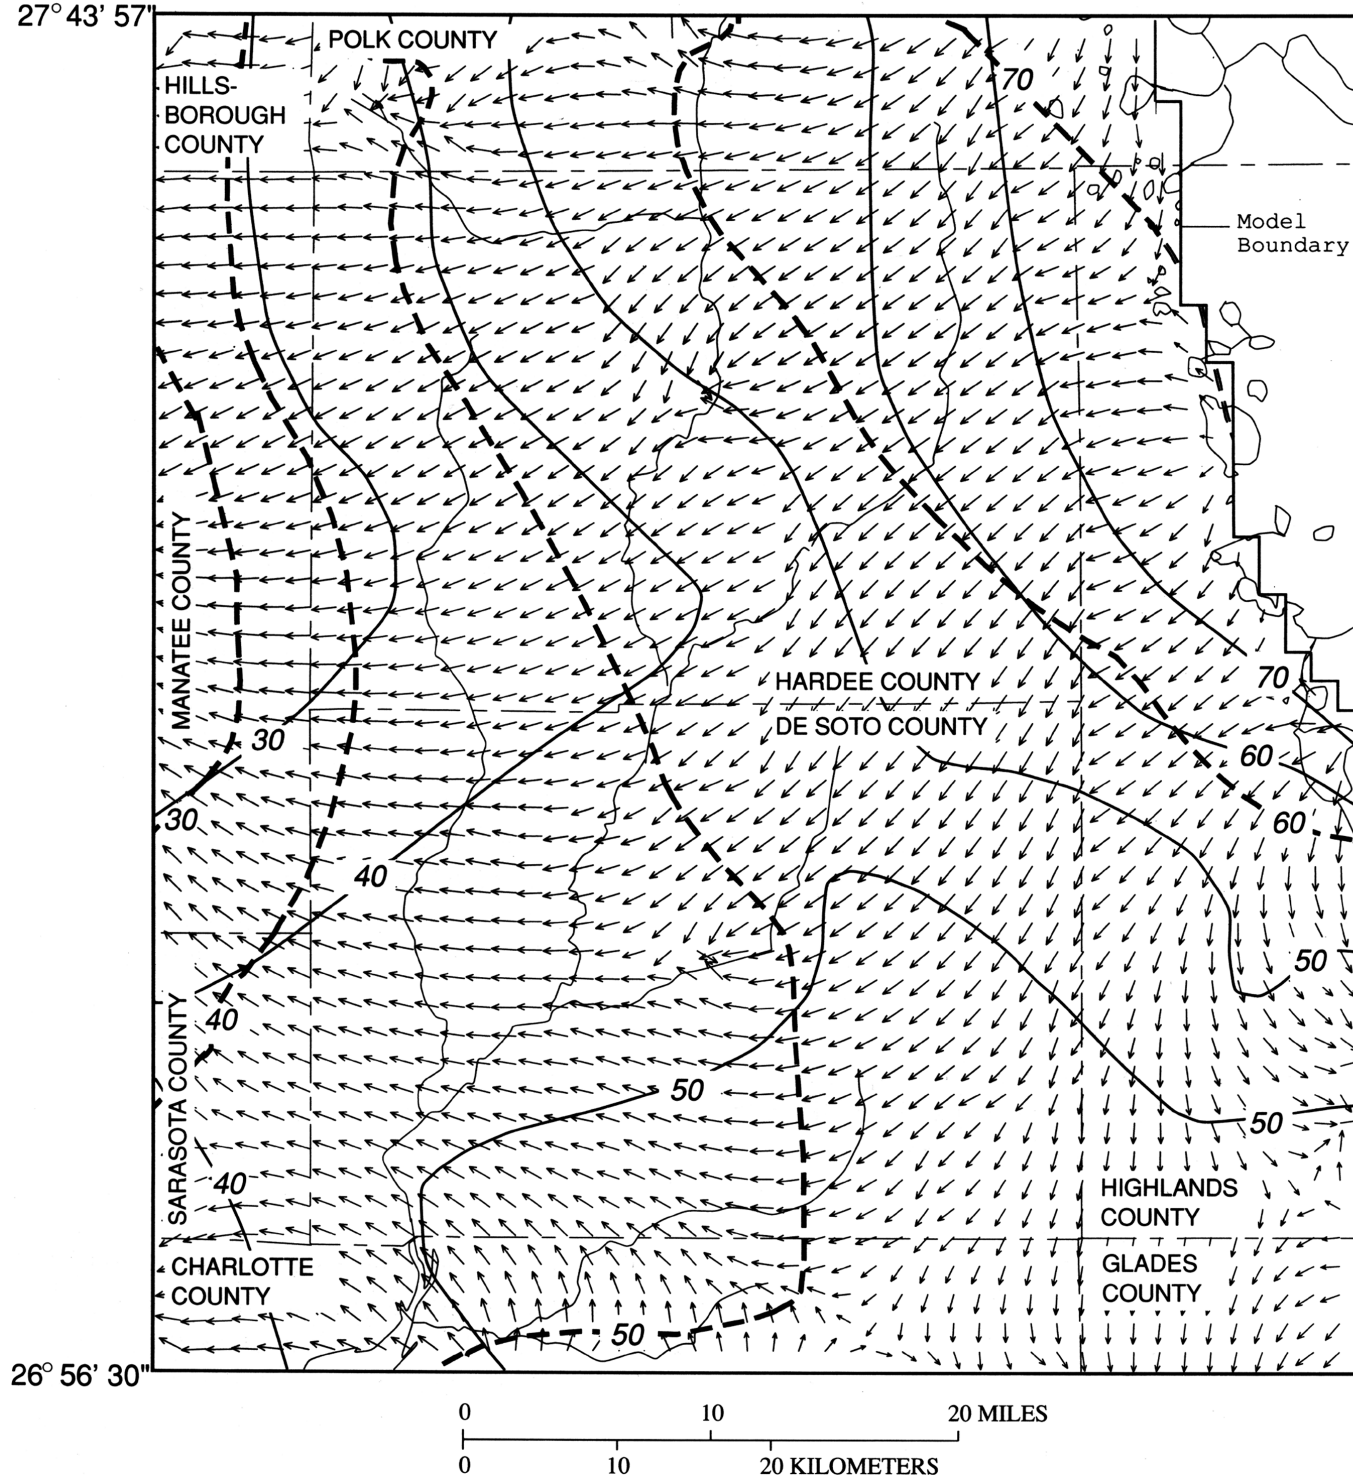 27° 43' 57"
POLK COUNTY
HILLS-
BOROUGH
COUNTY
70
Model
Boundary
MANATEE COUNTY
HARDEE COUNTY
DE SOTO COUNTY
70
30
60
30
60
40
50
40
SARASOTA COUNTY
50
50
40
HIGHLANDS
COUNTY
CHARLOTTE
COUNTY
GLADES
COUNTY
50
26° 56' 30"
0 10 20 MILES
0 10 20 KILOMETERS